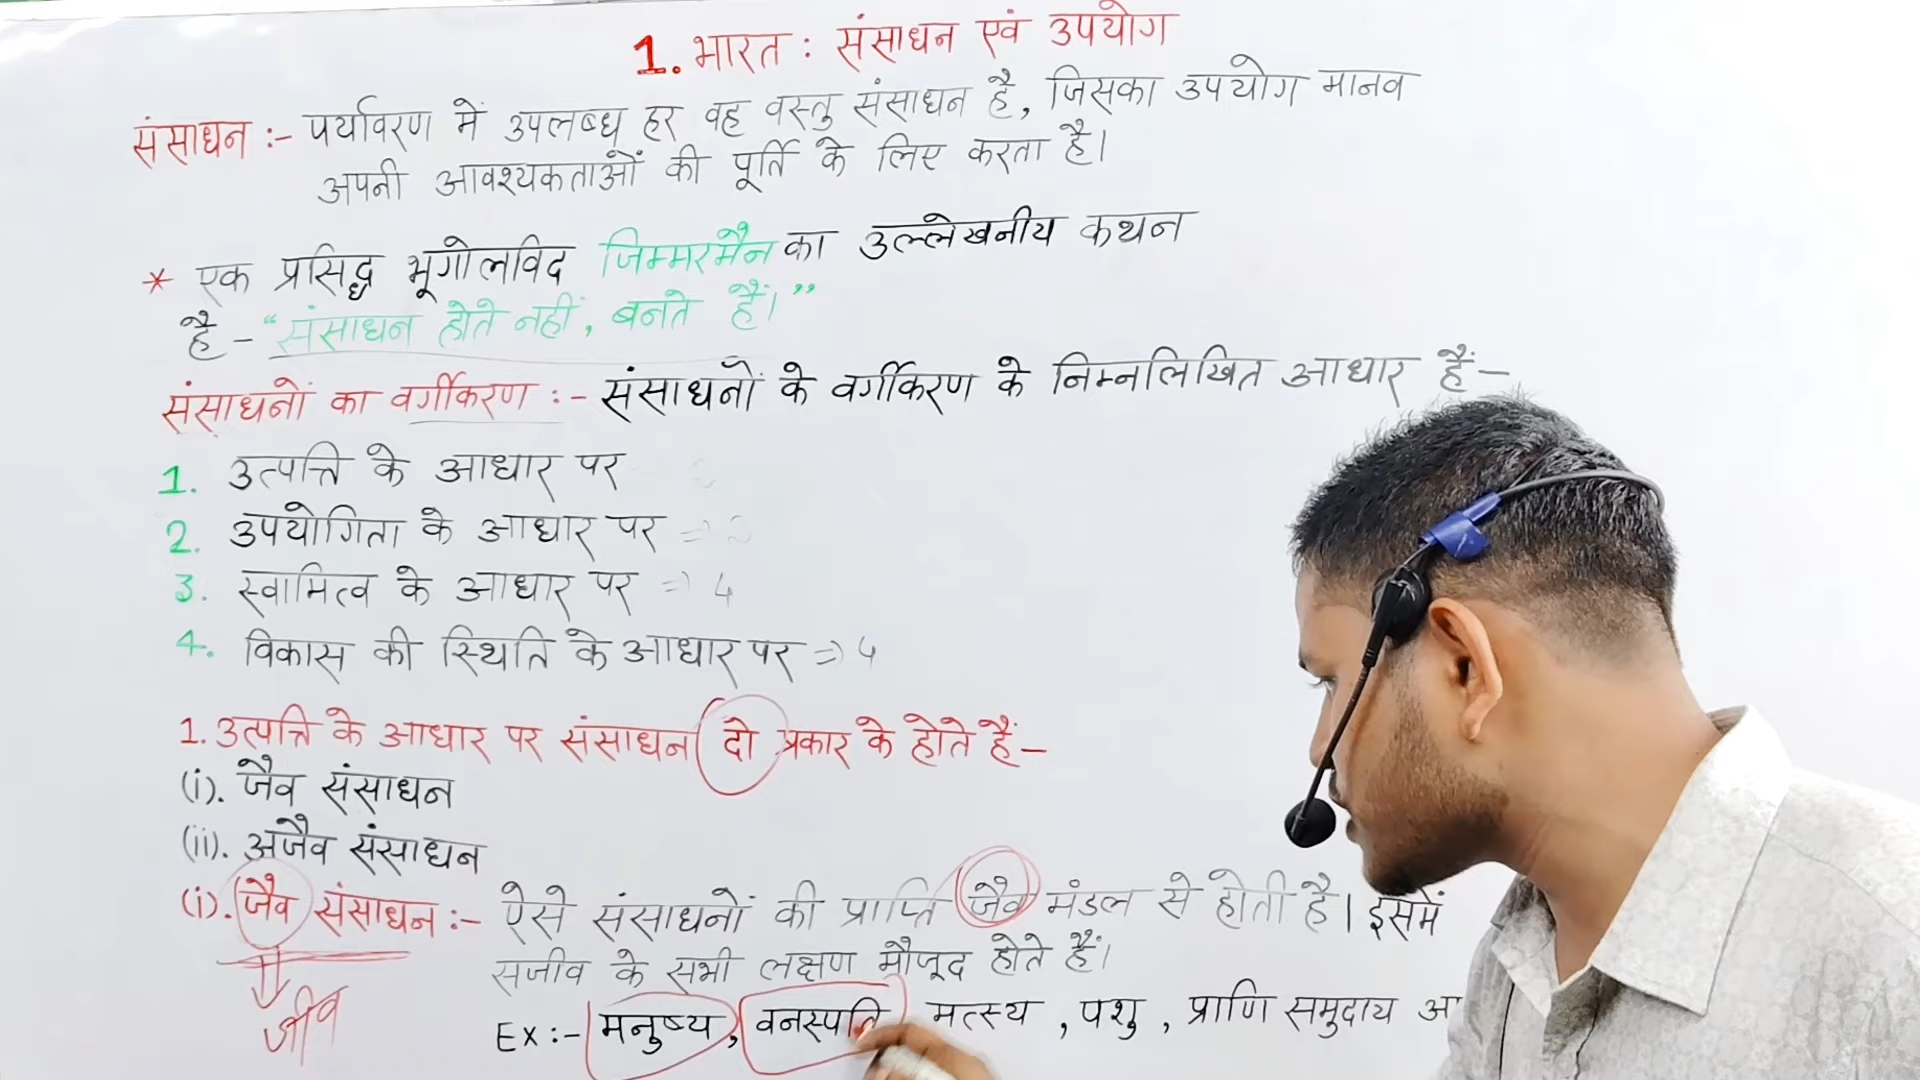 1. भारत : संसाधन एवं उपयोग
संसाधन :- पर्यावरण में उपलब्ध हर वह वस्तु संसाधन है, जिसका उपयोग मानव
अपनी आवश्यकताओं की पूर्ति के लिए करता है।
* एक प्रसिद्ध भूगोलविद जिम्मरमैन का उल्लेखनीय कथन
है - “संसाधन होते नहीं, बनते हैं।”
संसाधनों का वर्गीकरण :- संसाधनों के वर्गीकरण के निम्नलिखित आधार हैं-
1. उत्पत्ति के आधार पर
2. उपयोगिता के आधार पर => 2
3. स्वामित्व के आधार पर => 4
4. विकास की स्थिति के आधार पर => 4
1. उत्पत्ति के आधार पर संसाधन दो प्रकार के होते हैं-
(i). जैव संसाधन
(ii). अजैव संसाधन
(i). जैव संसाधन :- ऐसे संसाधनों की प्राप्ति जैव मंडल से होती है। इसमें
सजीव के सभी लक्षण मौजूद होते हैं।
जीव
Ex :- मनुष्य, वनस्पति मत्स्य, पशु, प्राणि समुदाय